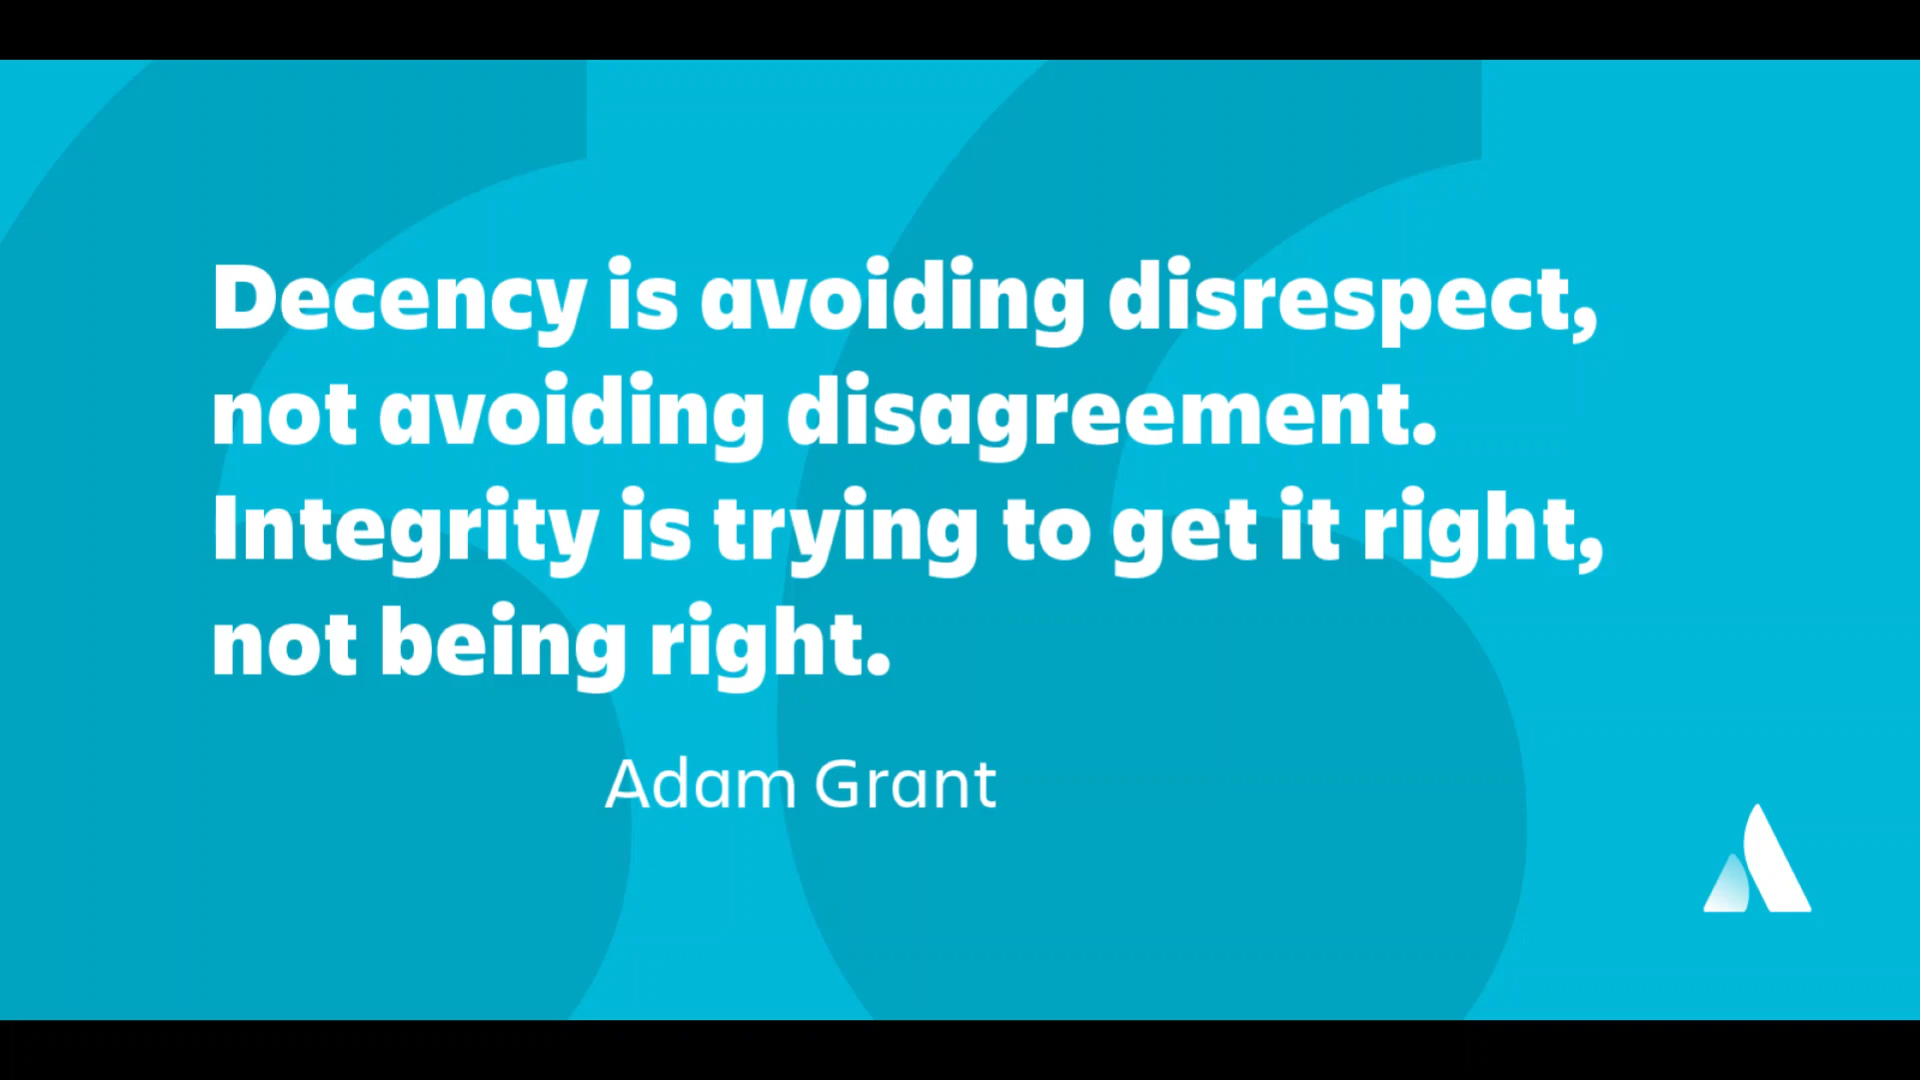 Decency is avoiding disrespect,
not avoiding disagreement.
Integrity is trying to get it right,
not being right.
Adam Grant